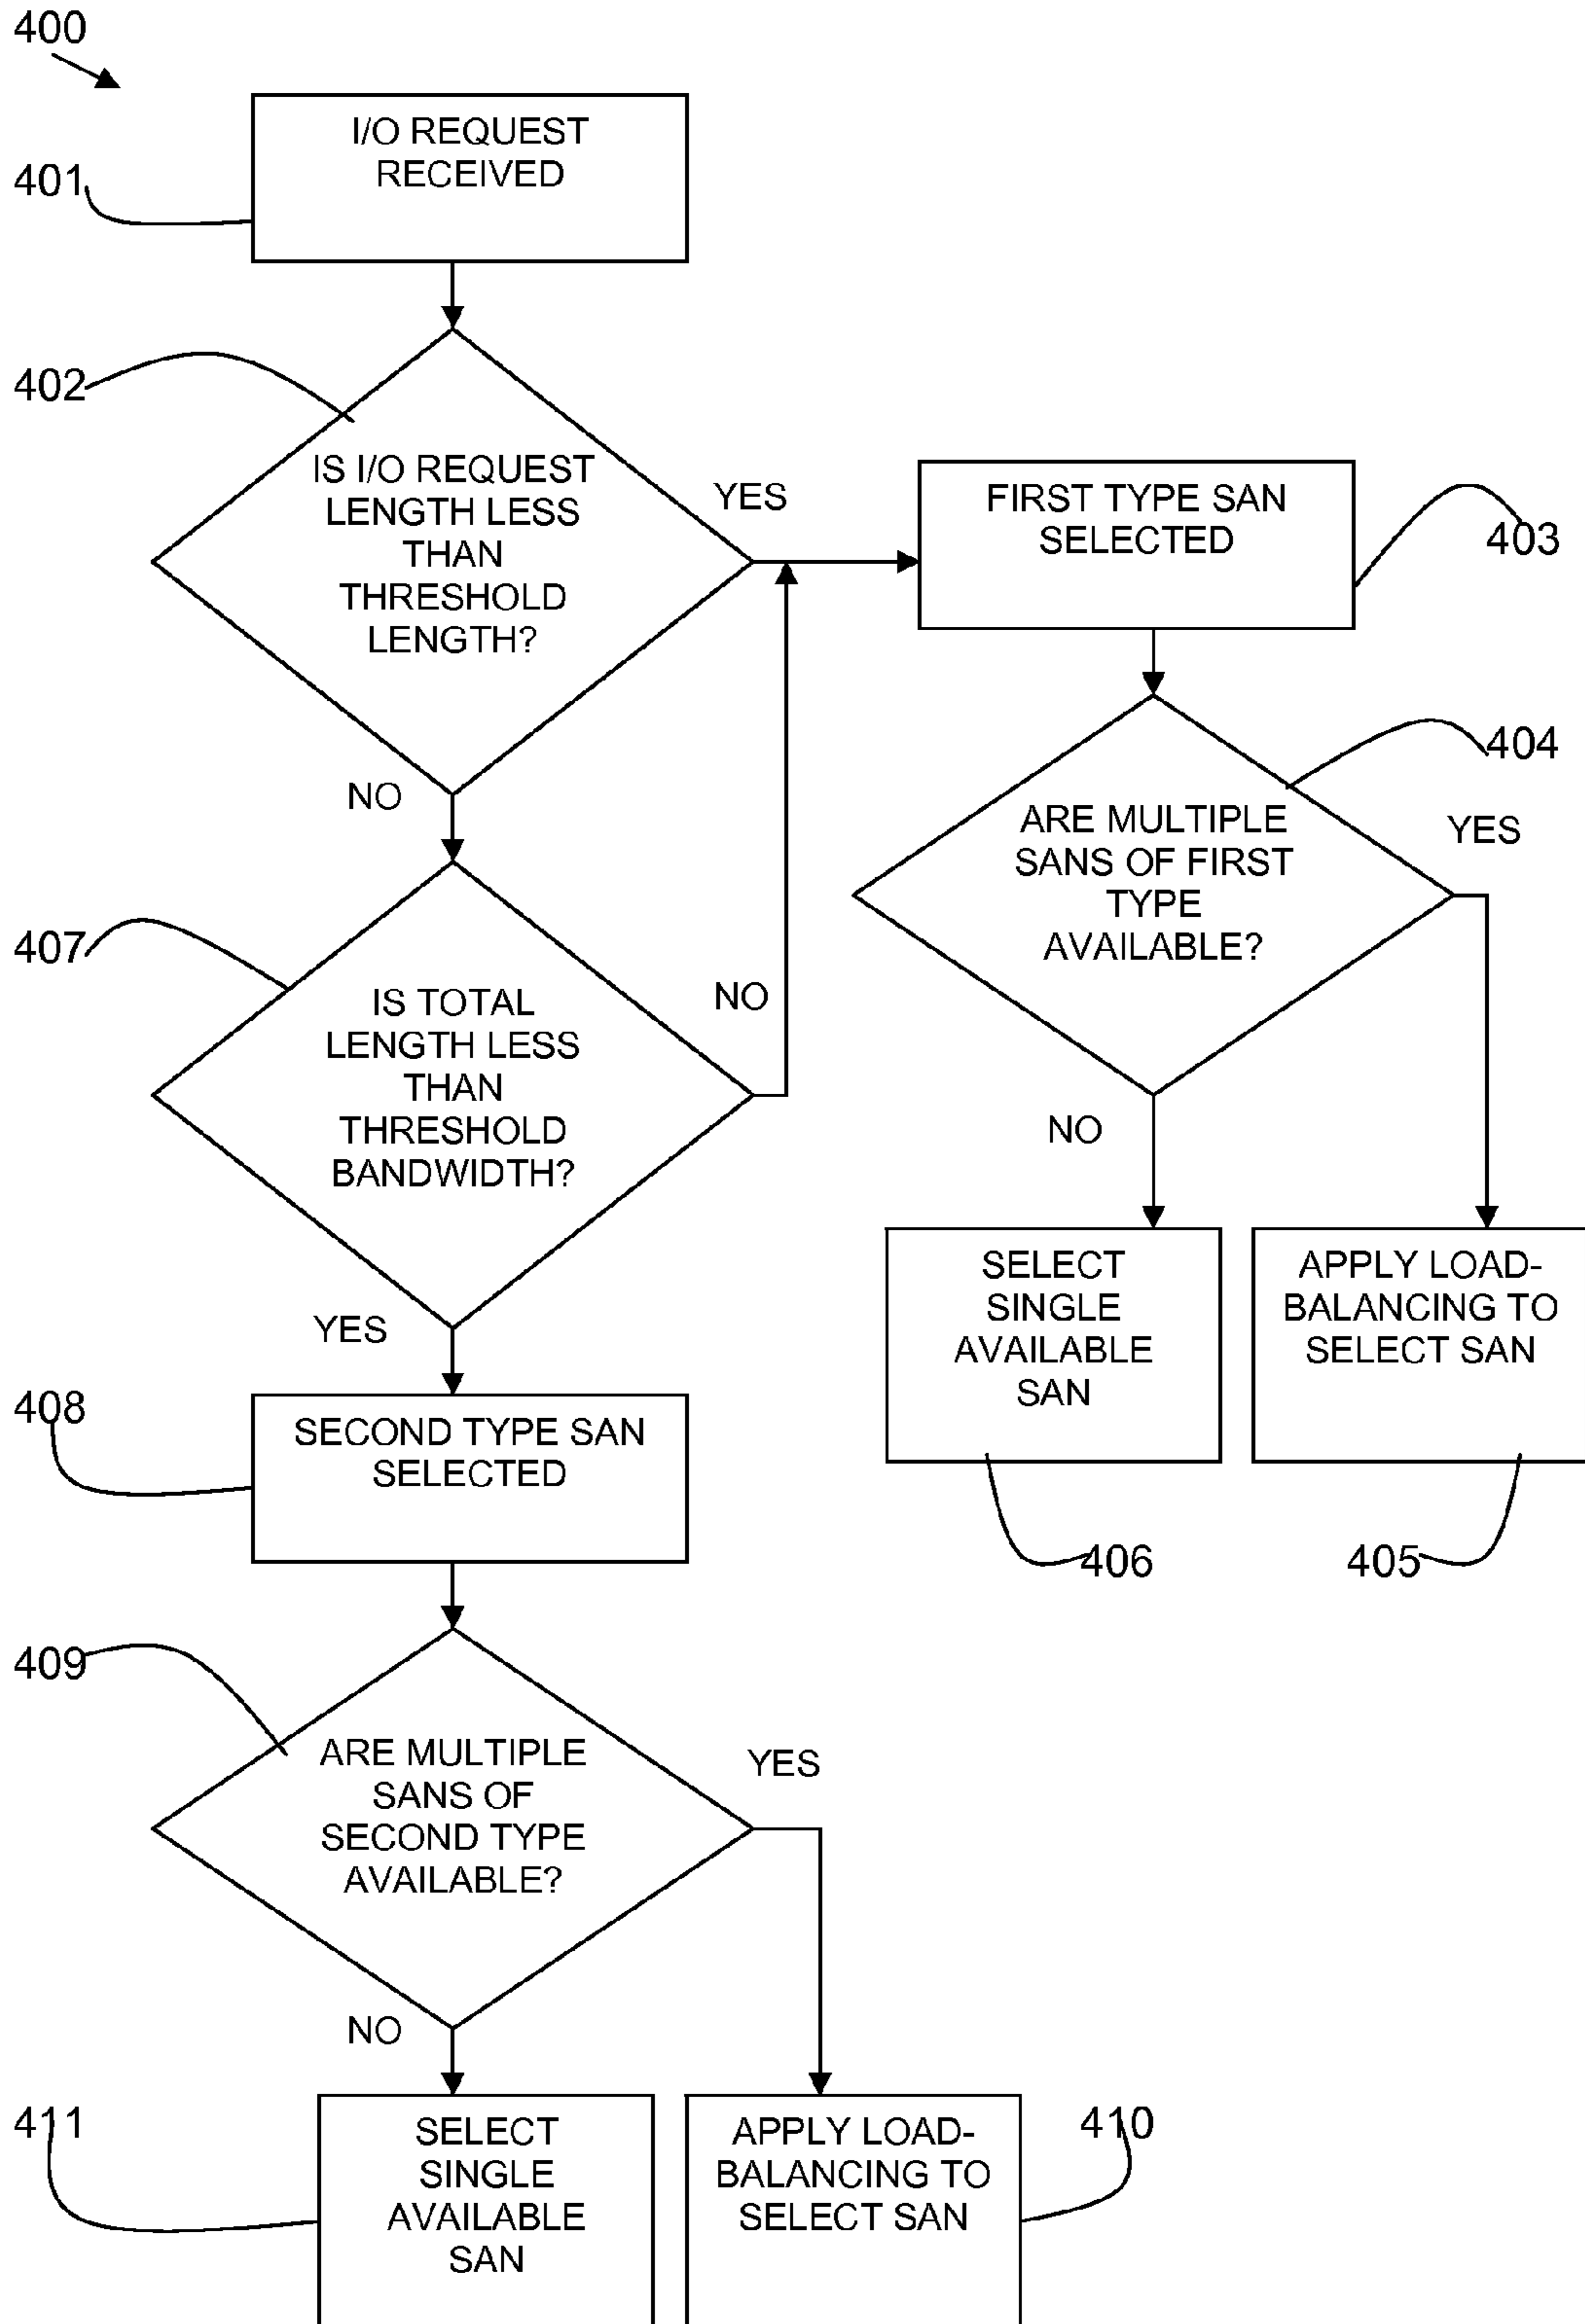 400
I/O REQUEST
RECEIVED
401
402
IS I/O REQUEST
LENGTH LESS
THAN
THRESHOLD
LENGTH?
YES
NO
FIRST TYPE SAN
SELECTED
403
404
ARE MULTIPLE
SANS OF FIRST
TYPE
AVAILABLE?
YES
NO
407
IS TOTAL
LENGTH LESS
THAN
THRESHOLD
BANDWIDTH?
NO
YES
SELECT
SINGLE
AVAILABLE
SAN
APPLY LOAD-
BALANCING TO
SELECT SAN
406
405
408
SECOND TYPE SAN
SELECTED
409
ARE MULTIPLE
SANS OF
SECOND TYPE
AVAILABLE?
YES
NO
411
SELECT
SINGLE
AVAILABLE
SAN
APPLY LOAD-
BALANCING TO
SELECT SAN
410